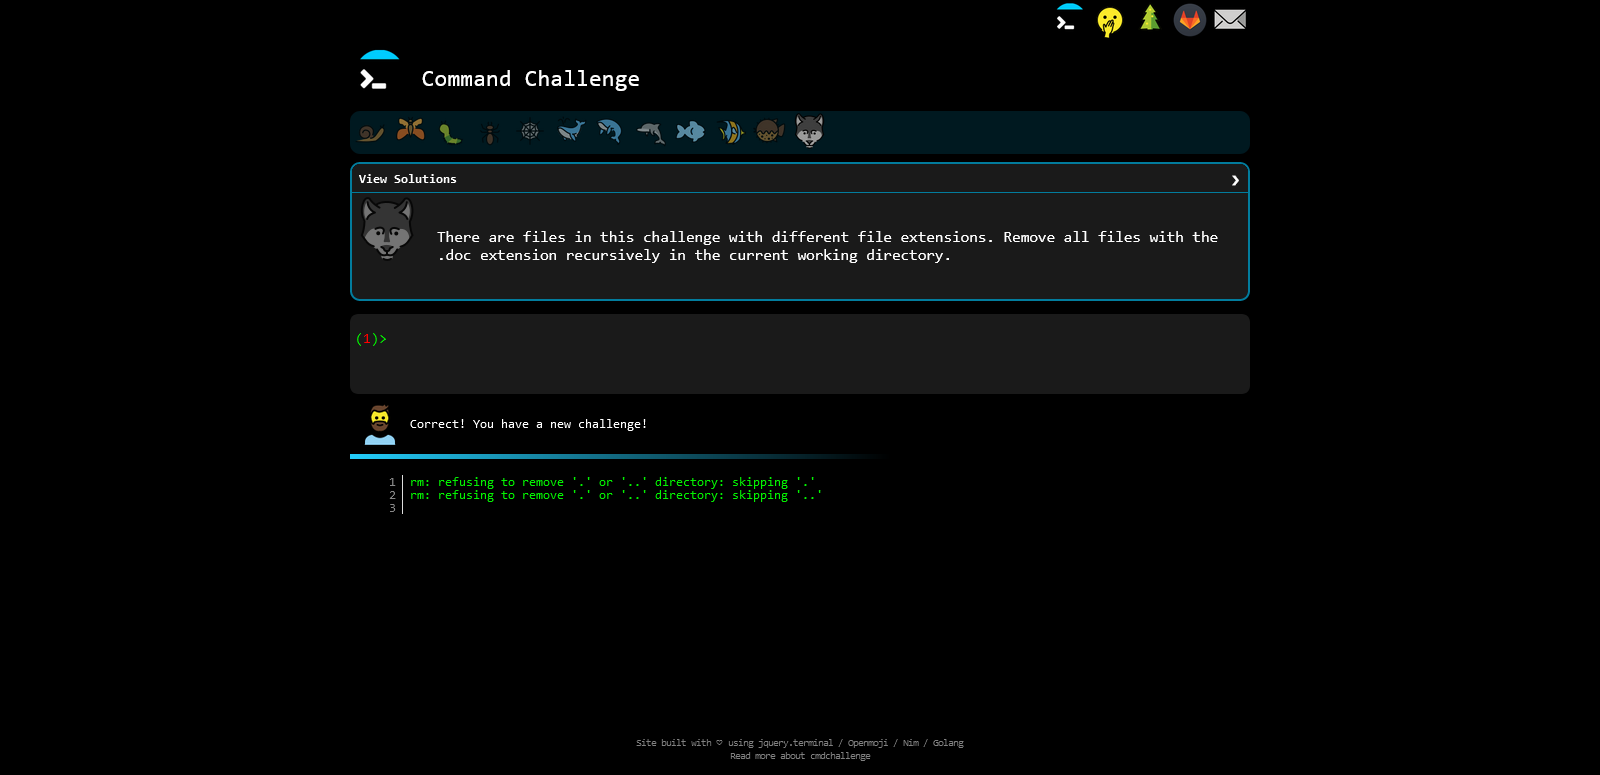 Command Challenge
View Solutions
There are files in this challenge with different file extensions. Remove all files with the
.doc extension recursively in the current working directory.
(1)>
Correct! You have a new challenge!
1 rm: refusing to remove '.' or '..' directory: skipping '.'
2 rm: refusing to remove '.' or '..' directory: skipping '..'
3
Site built with ♡ using jquery.terminal / Openmoji / Nim / Golang
Read more about cmdchallenge